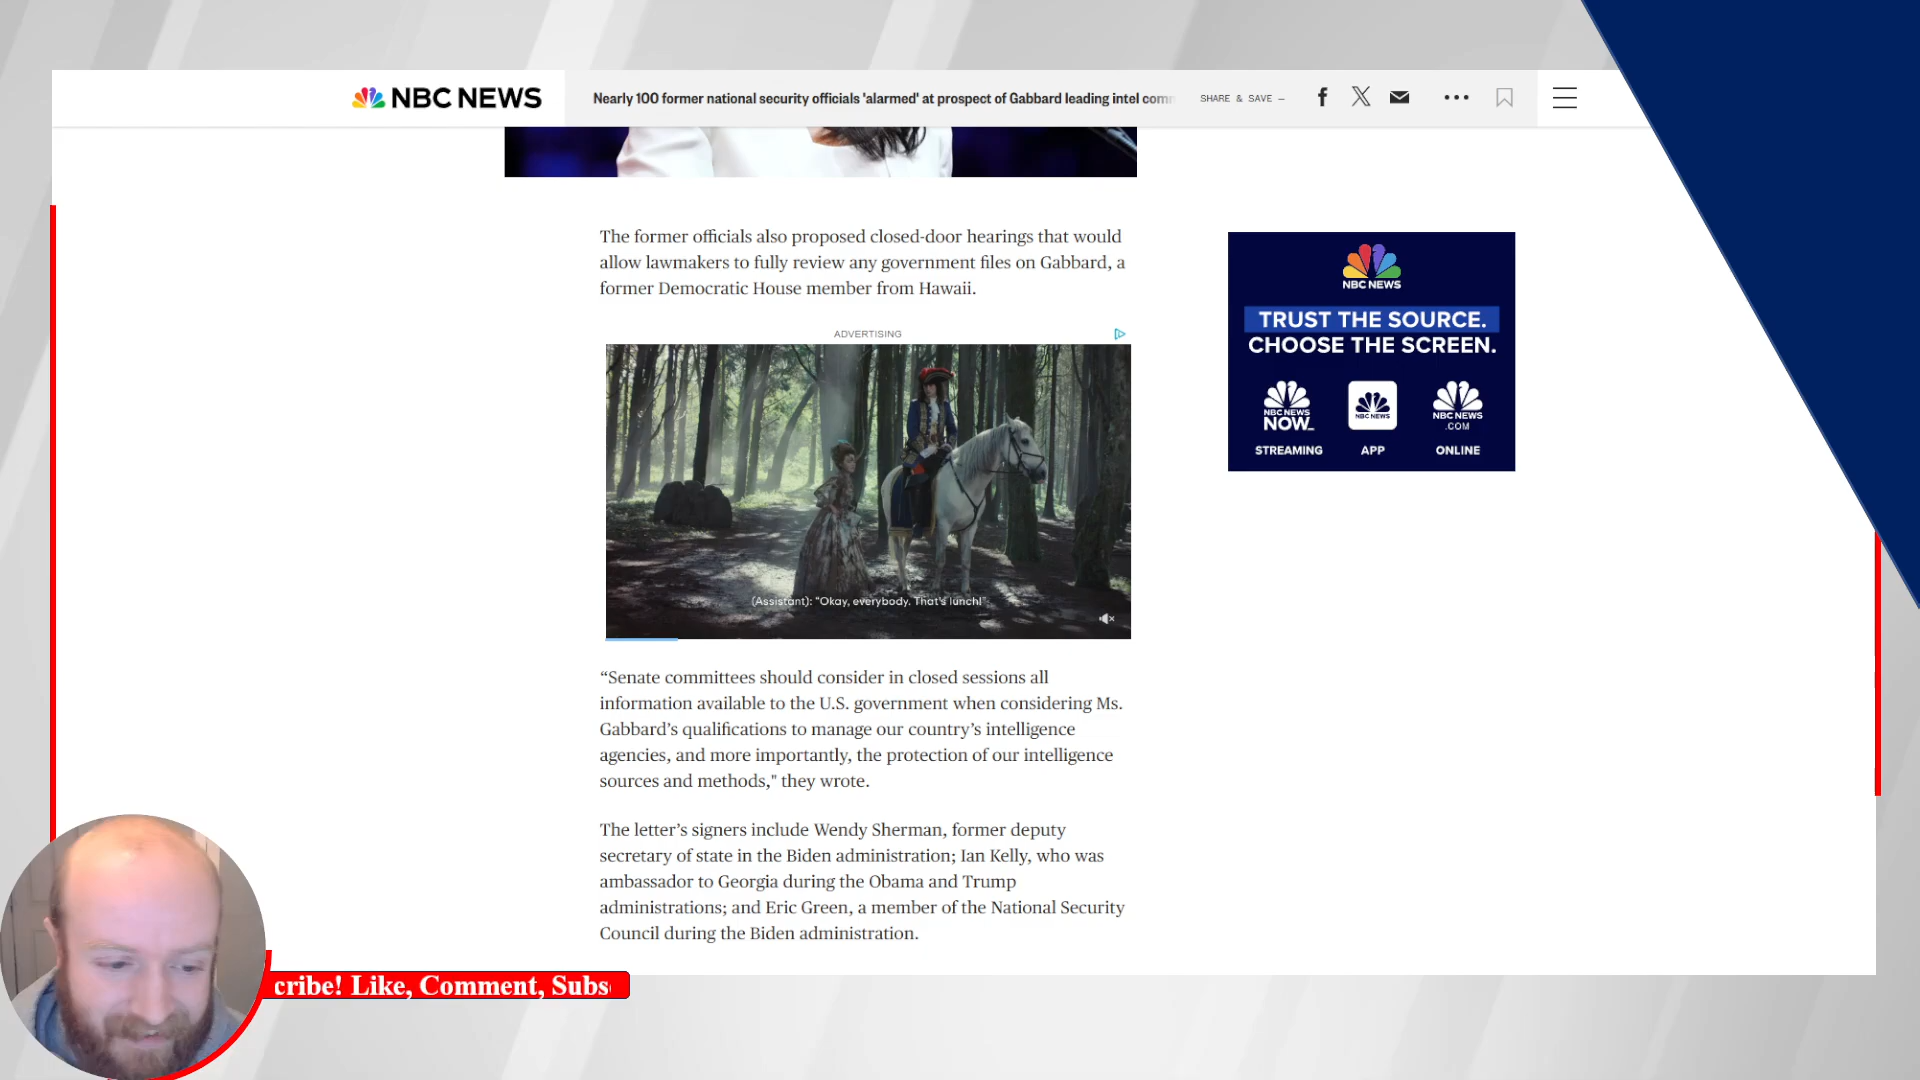 NBC NEWS
Nearly 100 former national security officials 'alarmed' at prospect of Gabbard leading intel
SHARE & SAVE —
The former officials also proposed closed-door hearings that would
allow lawmakers to fully review any government files on Gabbard, a
former Democratic House member from Hawaii.
ADVERTISING
(Assistant): "Okay, everybody. That's lunch!"
“Senate committees should consider in closed sessions all
information available to the U.S. government when considering Ms.
Gabbard’s qualifications to manage our country’s intelligence
agencies, and more importantly, the protection of our intelligence
sources and methods," they wrote.
The letter’s signers include Wendy Sherman, former deputy
secretary of state in the Biden administration; Ian Kelly, who was
ambassador to Georgia during the Obama and Trump
administrations; and Eric Green, a member of the National Security
Council during the Biden administration.
NBC NEWS
TRUST THE SOURCE.
CHOOSE THE SCREEN.
NBC NEWS
NOW_
NBC NEWS
NBC NEWS
.COM
STREAMING
APP
ONLINE
cribe! Like, Comment, Subs